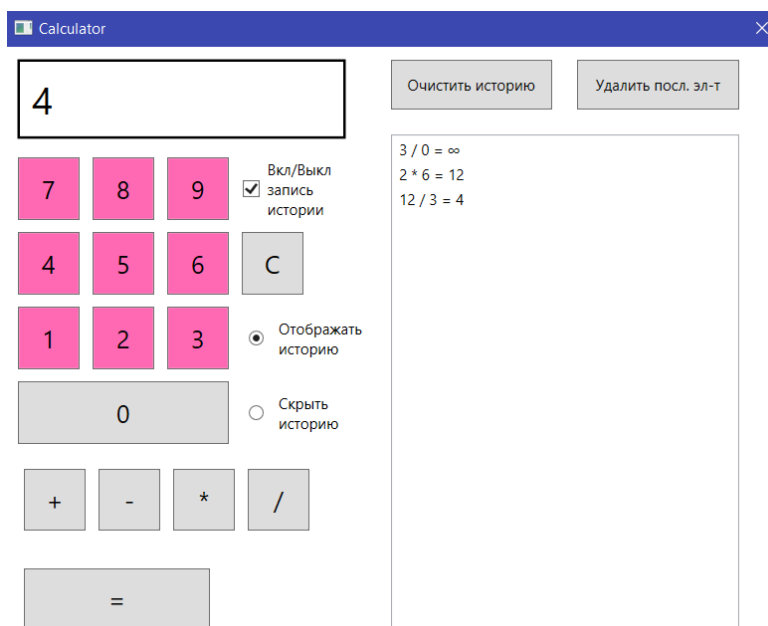 Calculator
4
Очистить историю
Удалить посл. эл-т
7
8
9
Вкл/Выкл
запись
истории
4
5
6
C
1
2
3
Отображать
историю
0
Скрыть
историю
+
-
*
/
=
3 / 0 = ∞
2 * 6 = 12
12 / 3 = 4